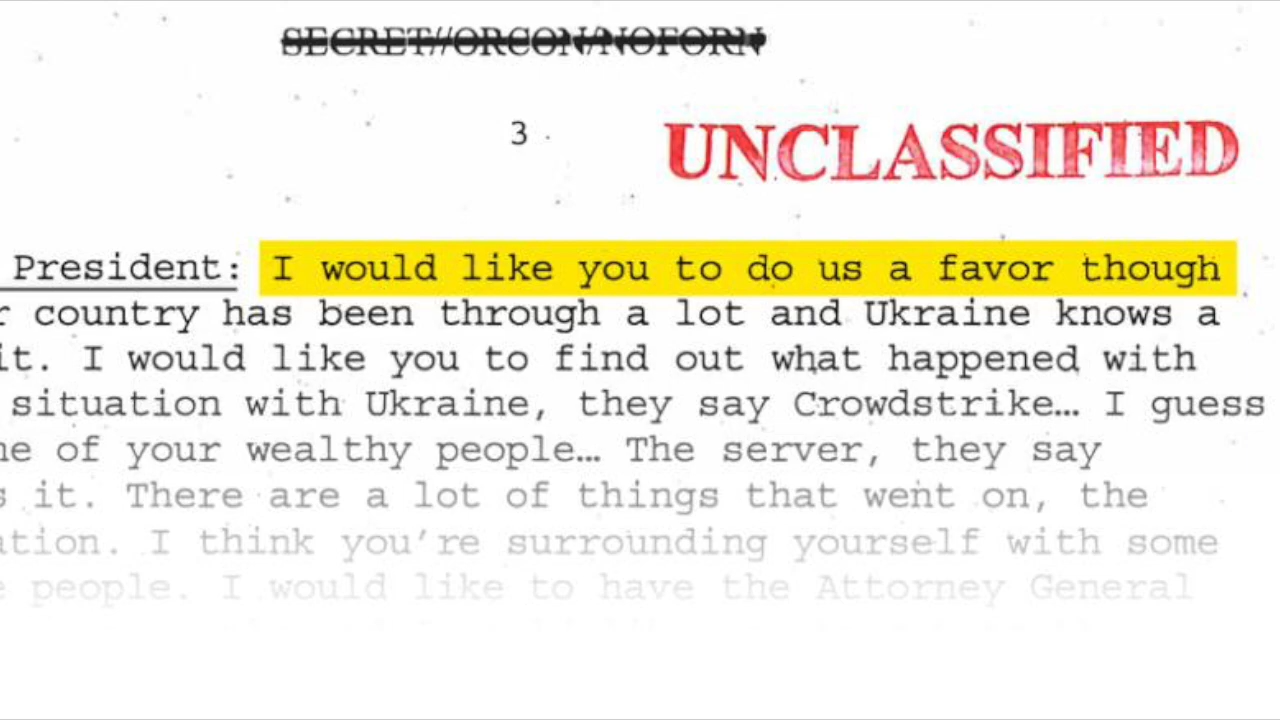 SECRET//ORCON/NOFORN
3
UNCLASSIFIED
President: I would like you to do us a favor though
r country has been through a lot and Ukraine knows a
it. I would like you to find out what happened with
situation with Ukraine, they say Crowdstrike… I guess
ne of your wealthy people… The server, they say
s it. There are a lot of things that went on, the
ation. I think you’re surrounding yourself with some
e people. I would like to have the Attorney General